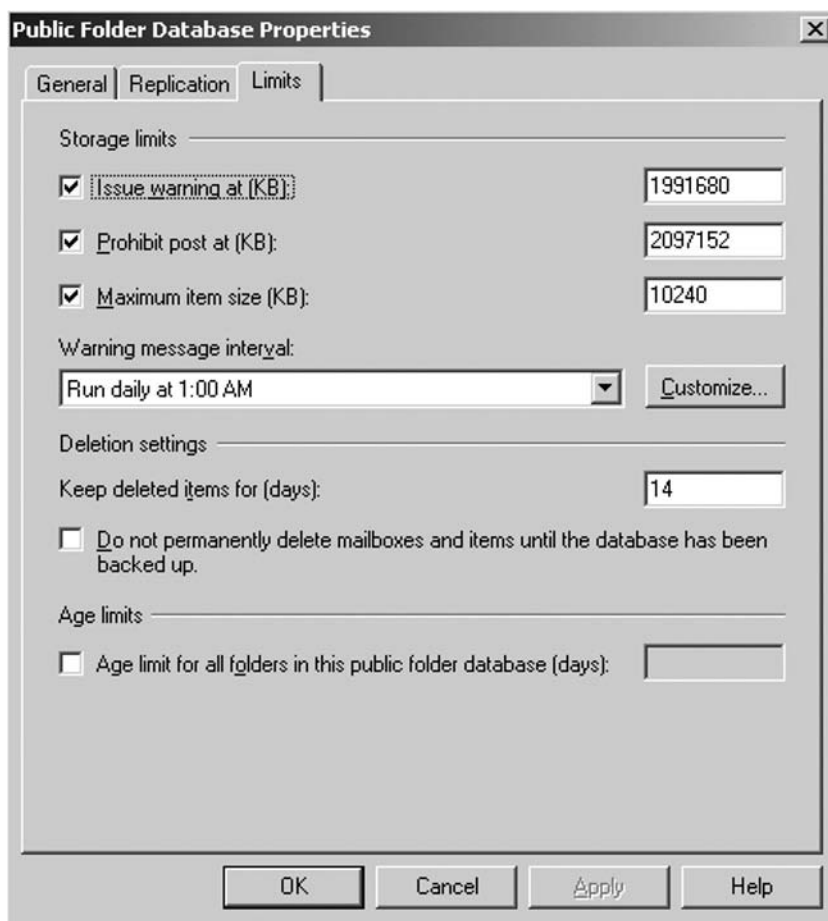 Public Folder Database Properties
General Replication Limits
Storage limits
Issue warning at (KB): 1991680
Prohibit post at (KB): 2097152
Maximum item size (KB): 10240
Warning message interval:
Run daily at 1:00 AM Customize...
Deletion settings
Keep deleted items for (days): 14
Do not permanently delete mailboxes and items until the database has been
backed up.
Age limits
Age limit for all folders in this public folder database (days):
OK Cancel Apply Help